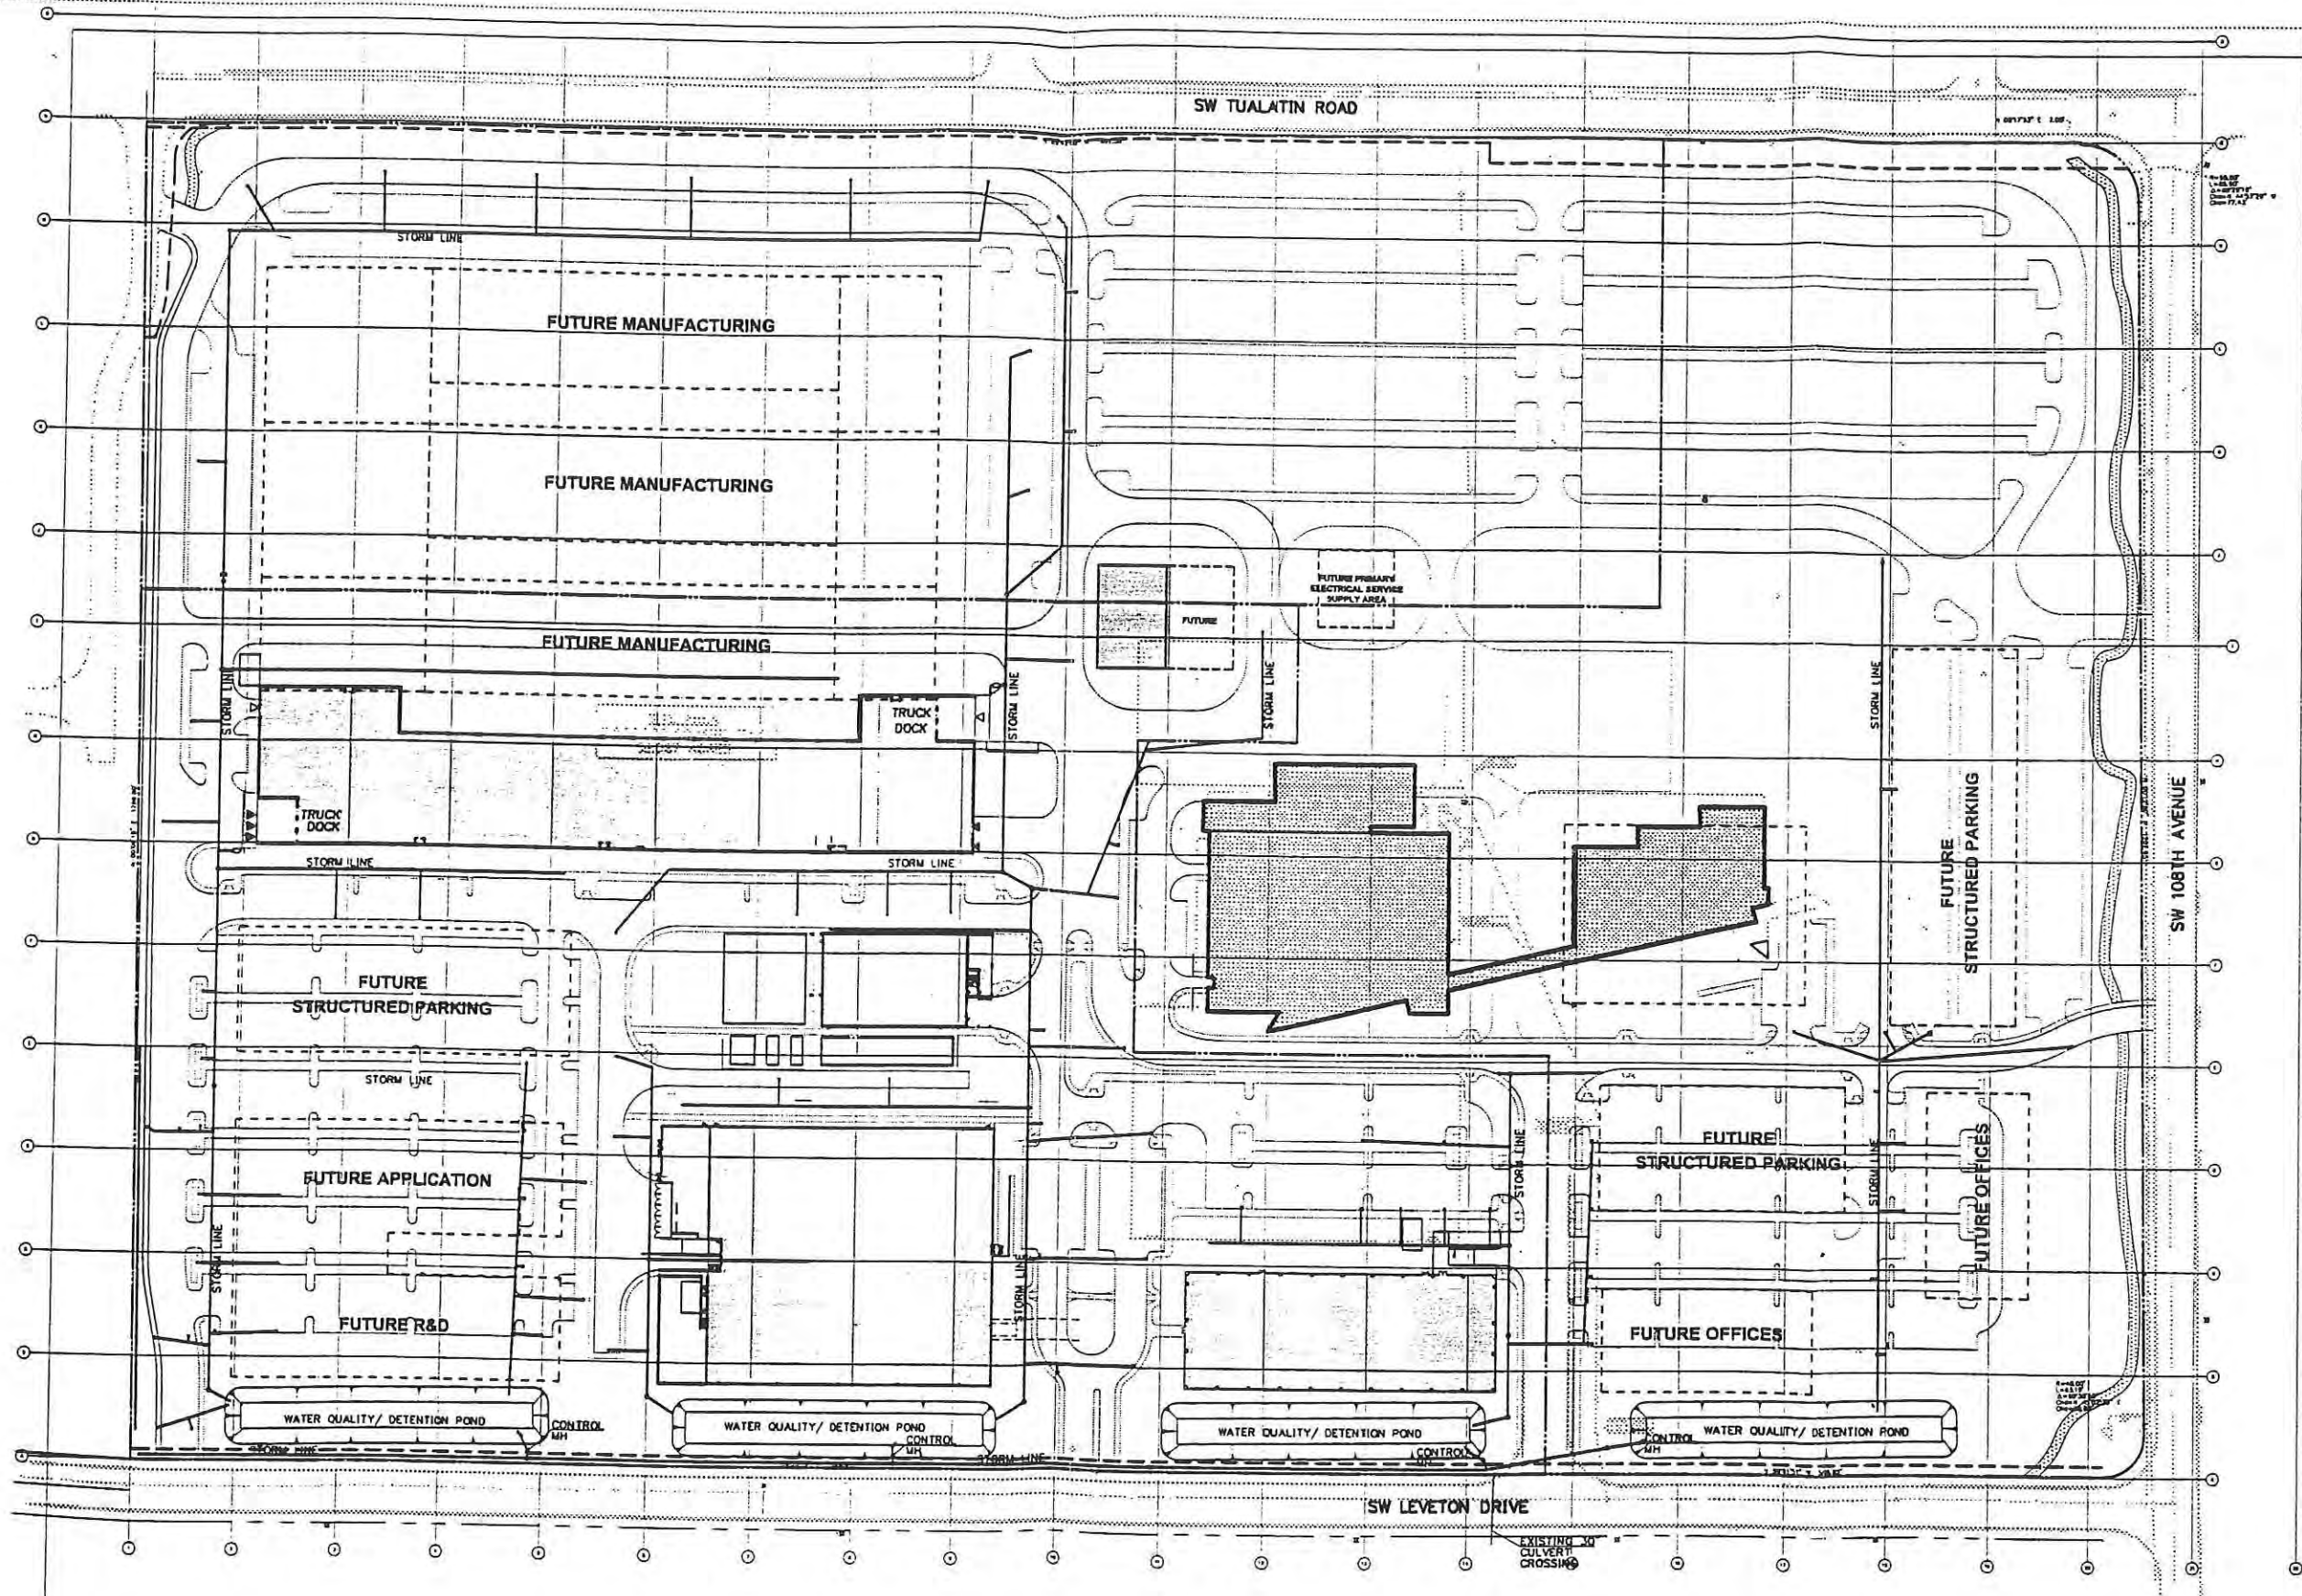 SW TUALATIN ROAD
STORM LINE
FUTURE MANUFACTURING
FUTURE MANUFACTURING
FUTURE PRIMARY
ELECTRICAL SERVICE
SUPPLY AREA
FUTURE
FUTURE MANUFACTURING
STORM LINE
STORM LINE
STORM LINE
STORM LINE
TRUCK
DOCK
TRUCK
DOCK
FUTURE
STRUCTURED PARKING
SW 108TH AVENUE
STORM LINE
STORM LINE
FUTURE
STRUCTURED PARKING
STORM LINE
FUTURE APPLICATION
STORM LINE
FUTURE R&D
STORM LINE
STORM LINE
FUTURE
STRUCTURED PARKING
STORM LINE
FUTURE OFFICES
FUTURE OFFICES
WATER QUALITY/ DETENTION POND
CONTROL
MH
STORM LINE
WATER QUALITY/ DETENTION POND
CONTROL
MH
STORM LINE
WATER QUALITY/ DETENTION POND
CONTROL
MH
WATER QUALITY/ DETENTION POND
CONTROL
MH
SW LEVETON DRIVE
EXISTING 30"
CULVERT
CROSSING